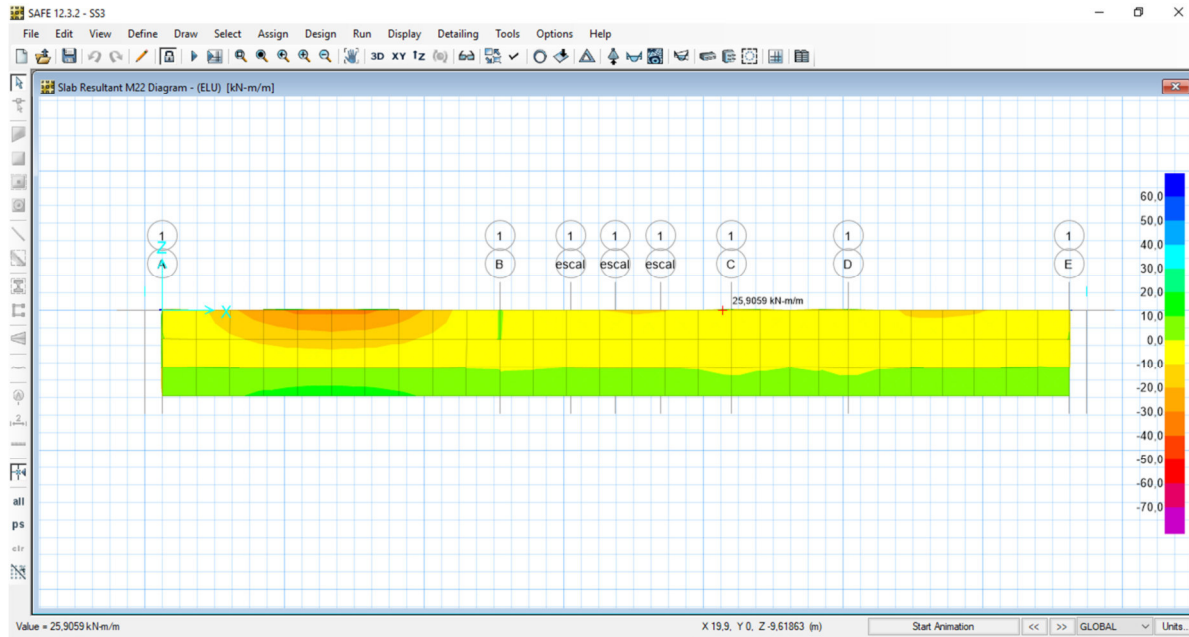 SAFE 12.3.2 - SS3
File Edit View Define Draw Select Assign Design Run Display Detailing Tools Options Help
3D XY
Slab Resultant M22 Diagram - (ELU) [kN-m/m]
1 1 1 1 1 1 1 1
Z
A B escal escal escal C D E
X
25,9059 kN-m/m
60,0
50,0
40,0
30,0
20,0
10,0
0,0
-10,0
-20,0
-30,0
-40,0
-50,0
-60,0
-70,0
all
ps
clr
Value = 25,9059 kN-m/m X 19,9, Y 0, Z -9,61863 (m) Start Animation << >> GLOBAL Units...